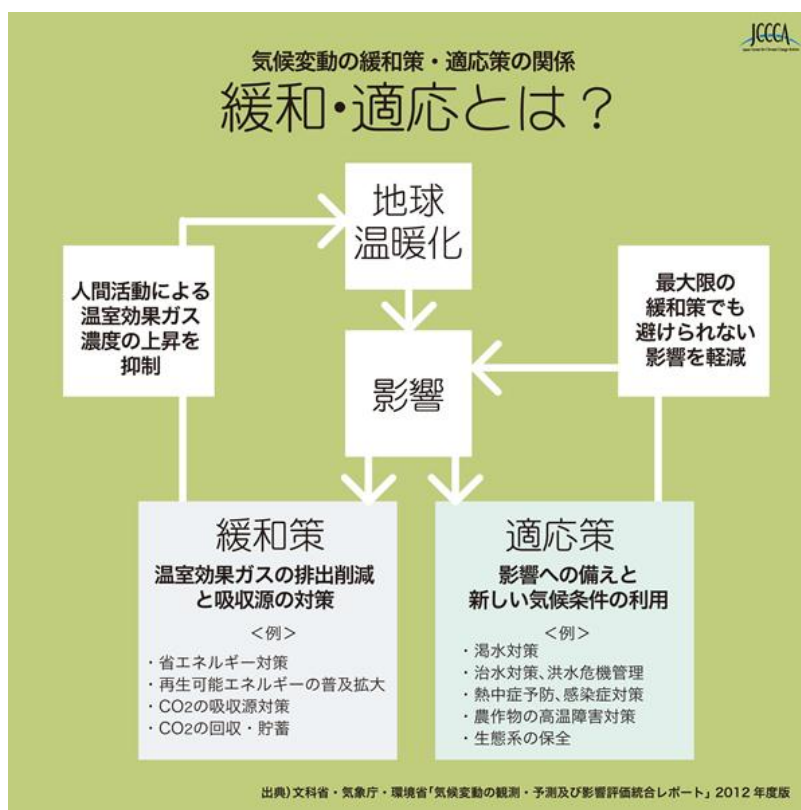 JCCCA
気候変動の緩和策・適応策の関係
緩和・適応とは？
地球
温暖化
人間活動による
温室効果ガス
濃度の上昇を
抑制
最大限の
緩和策でも
避けられない
影響を軽減
影響
緩和策
温室効果ガスの排出削減
と吸収源の対策
＜例＞
・省エネルギー対策
・再生可能エネルギーの普及拡大
・CO2の吸収源対策
・CO2の回収・貯蓄
適応策
影響への備えと
新しい気候条件の利用
＜例＞
・渇水対策
・治水対策、洪水危機管理
・熱中症予防、感染症対策
・農作物の高温障害対策
・生態系の保全
出典）文科省・気象庁・環境省「気候変動の観測・予測及び影響評価統合レポート」2012年度版